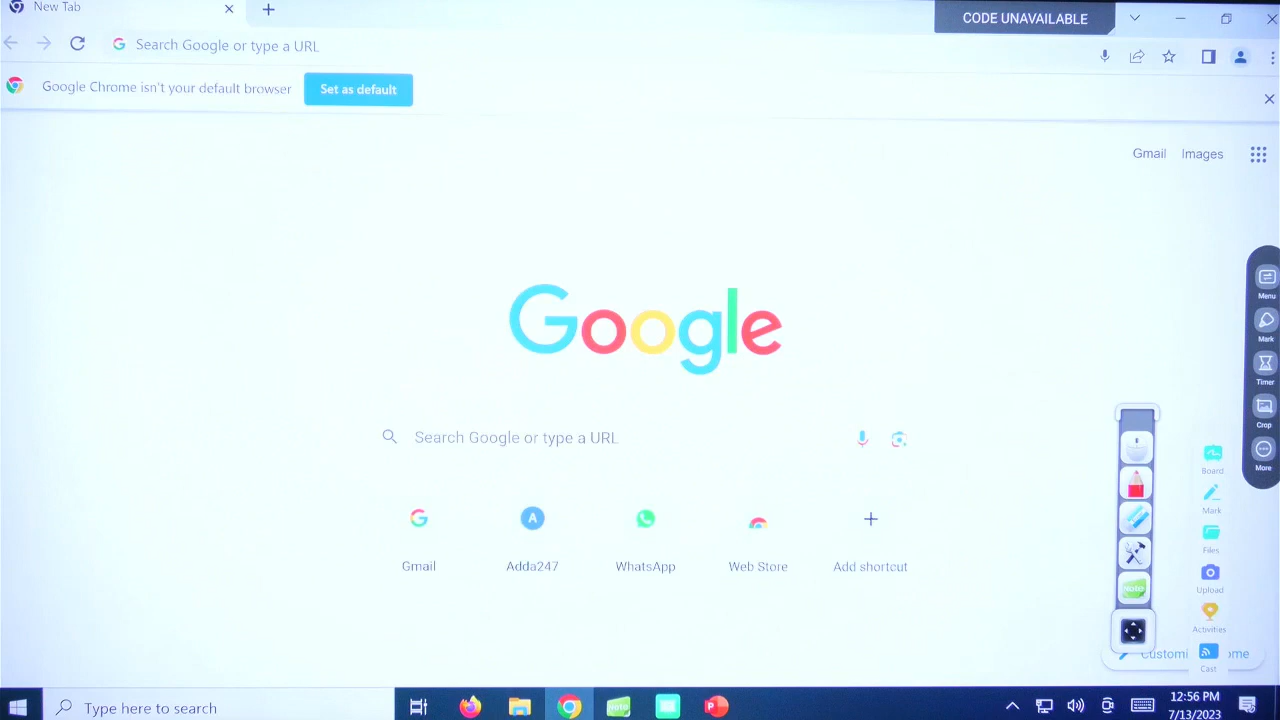 New Tab
CODE UNAVAILABLE
Search Google or type a URL
Google Chrome isn't your default browser
Set as default
Gmail
Images
Google
Menu
Mark
Timer
Crop
More
Search Google or type a URL
Board
Mark
Files
Upload
Activities
Cast
Gmail
Adda247
WhatsApp
Web Store
Add shortcut
A
Note
Type here to search
Note
P
12:56 PM
7/13/2023